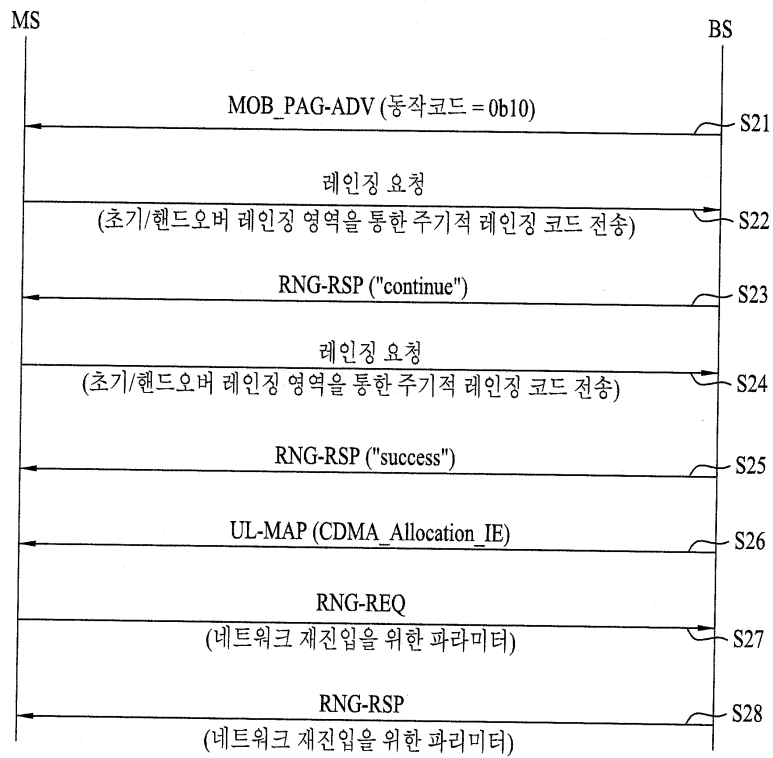 MS
BS
MOB_PAG-ADV (동작코드 = 0b10)
S21
레인징 요청
(초기/핸드오버 레인징 영역을 통한 주기적 레인징 코드 전송)
S22
RNG-RSP ("continue")
S23
레인징 요청
(초기/핸드오버 레인징 영역을 통한 주기적 레인징 코드 전송)
S24
RNG-RSP ("success")
S25
UL-MAP (CDMA_Allocation_IE)
S26
RNG-REQ
(네트워크 재진입을 위한 파라미터)
S27
RNG-RSP
(네트워크 재진입을 위한 파리미터)
S28